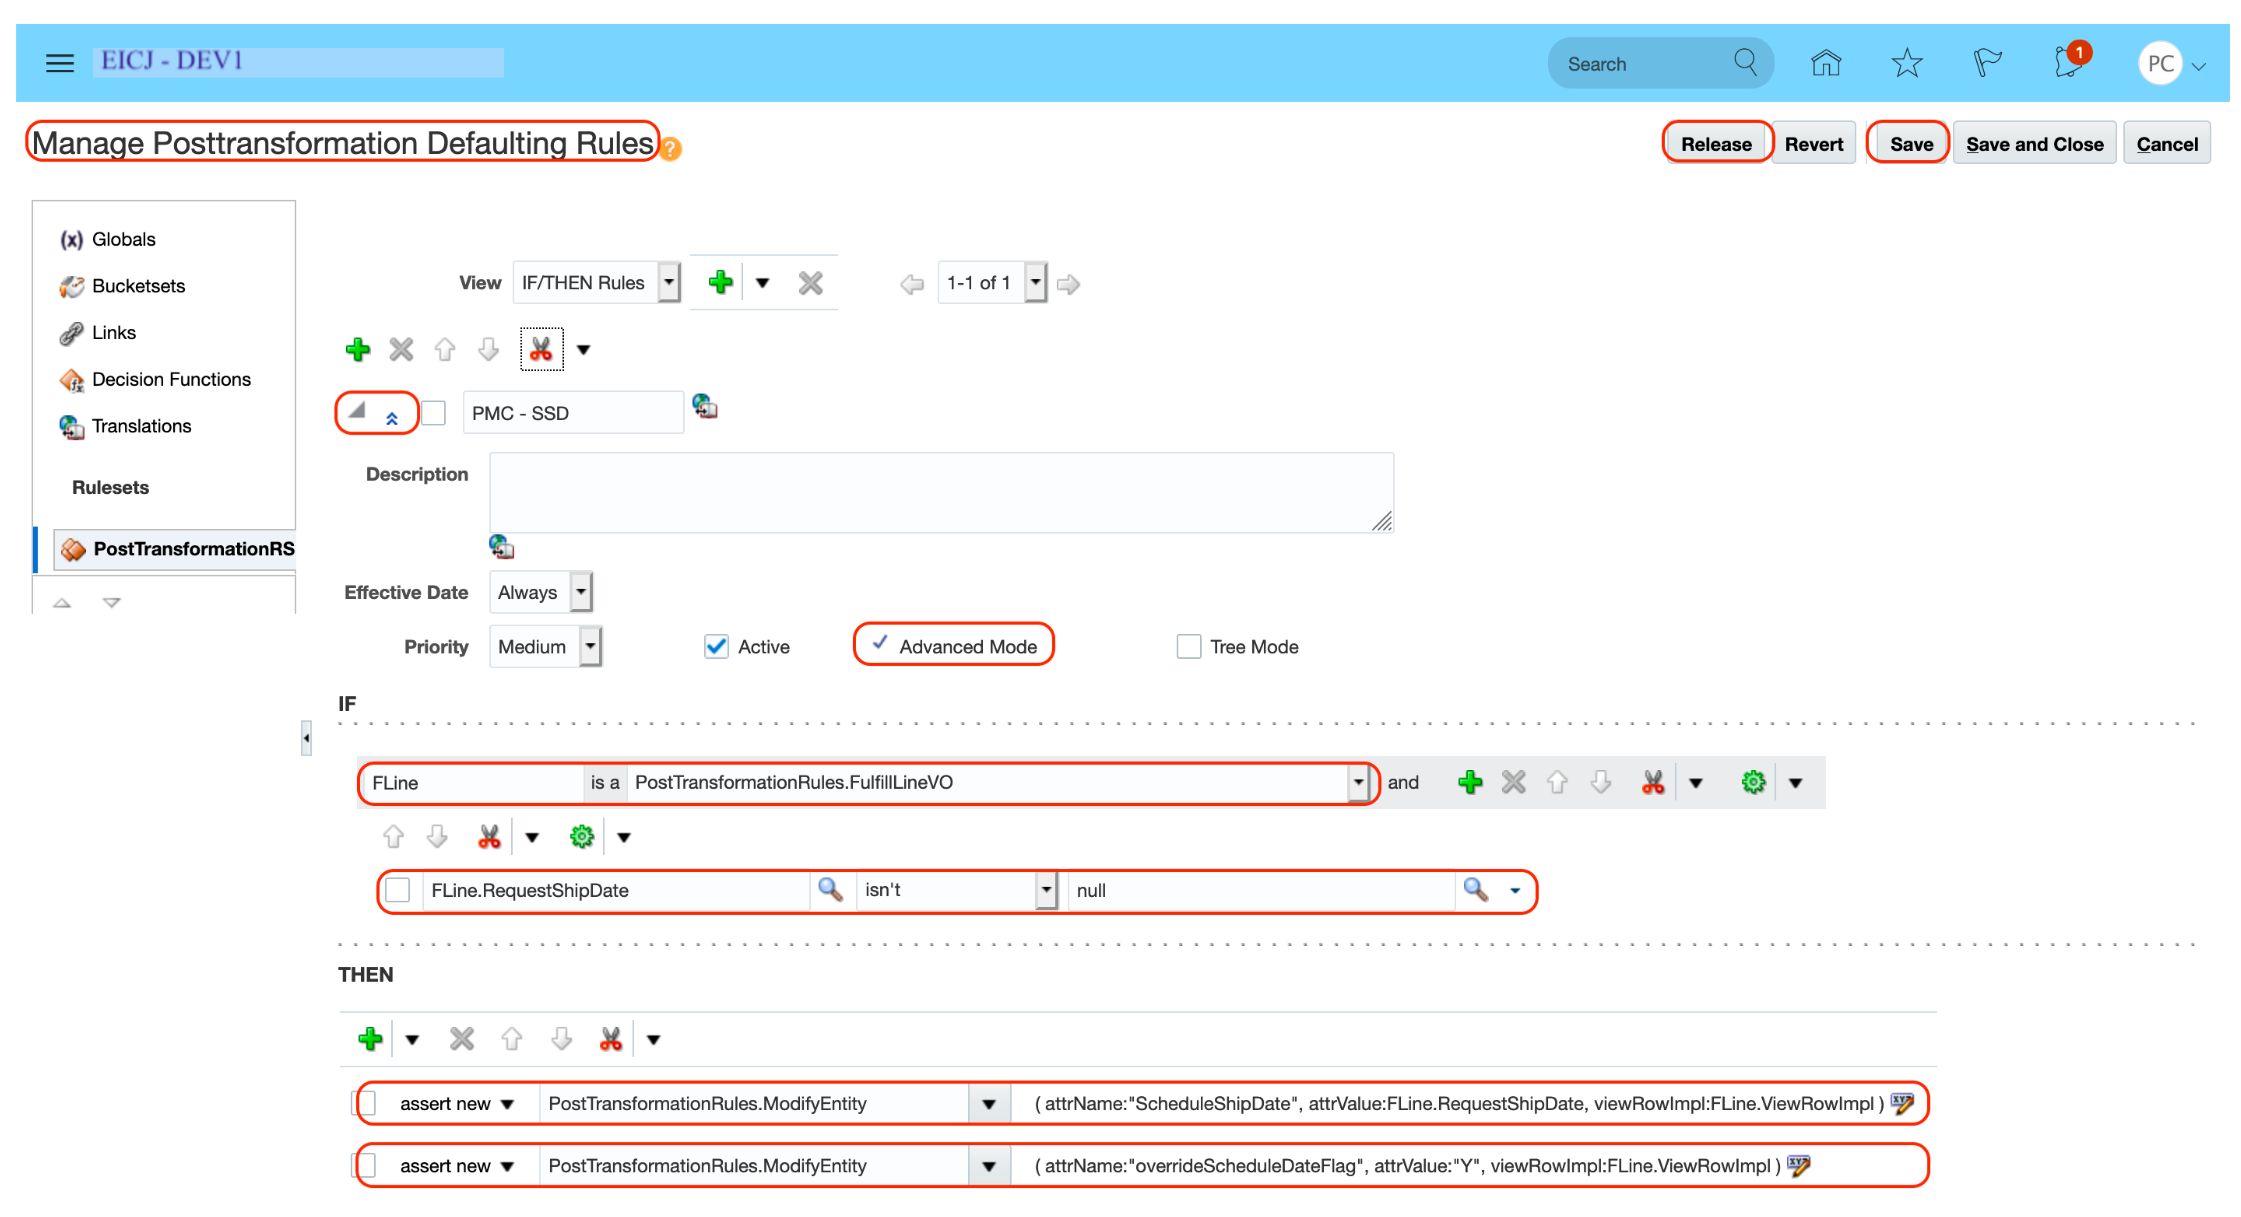 EICJ - DEV1
Search
1
PC
Manage Posttransformation Defaulting Rules
?
Release
Revert
Save
Save and Close
Cancel
(x) Globals
Bucketsets
Links
Decision Functions
Translations
Rulesets
PostTransformationRS
View IF/THEN Rules
1-1 of 1
PMC - SSD
Description
Effective Date Always
Priority Medium Active Advanced Mode Tree Mode
IF
FLine is a PostTransformationRules.FulfillLineVO and
FLine.RequestShipDate isn't null
THEN
assert new PostTransformationRules.ModifyEntity ( attrName:"ScheduleShipDate", attrValue:FLine.RequestShipDate, viewRowImpl:FLine.ViewRowImpl )
assert new PostTransformationRules.ModifyEntity ( attrName:"overrideScheduleDateFlag", attrValue:"Y", viewRowImpl:FLine.ViewRowImpl )